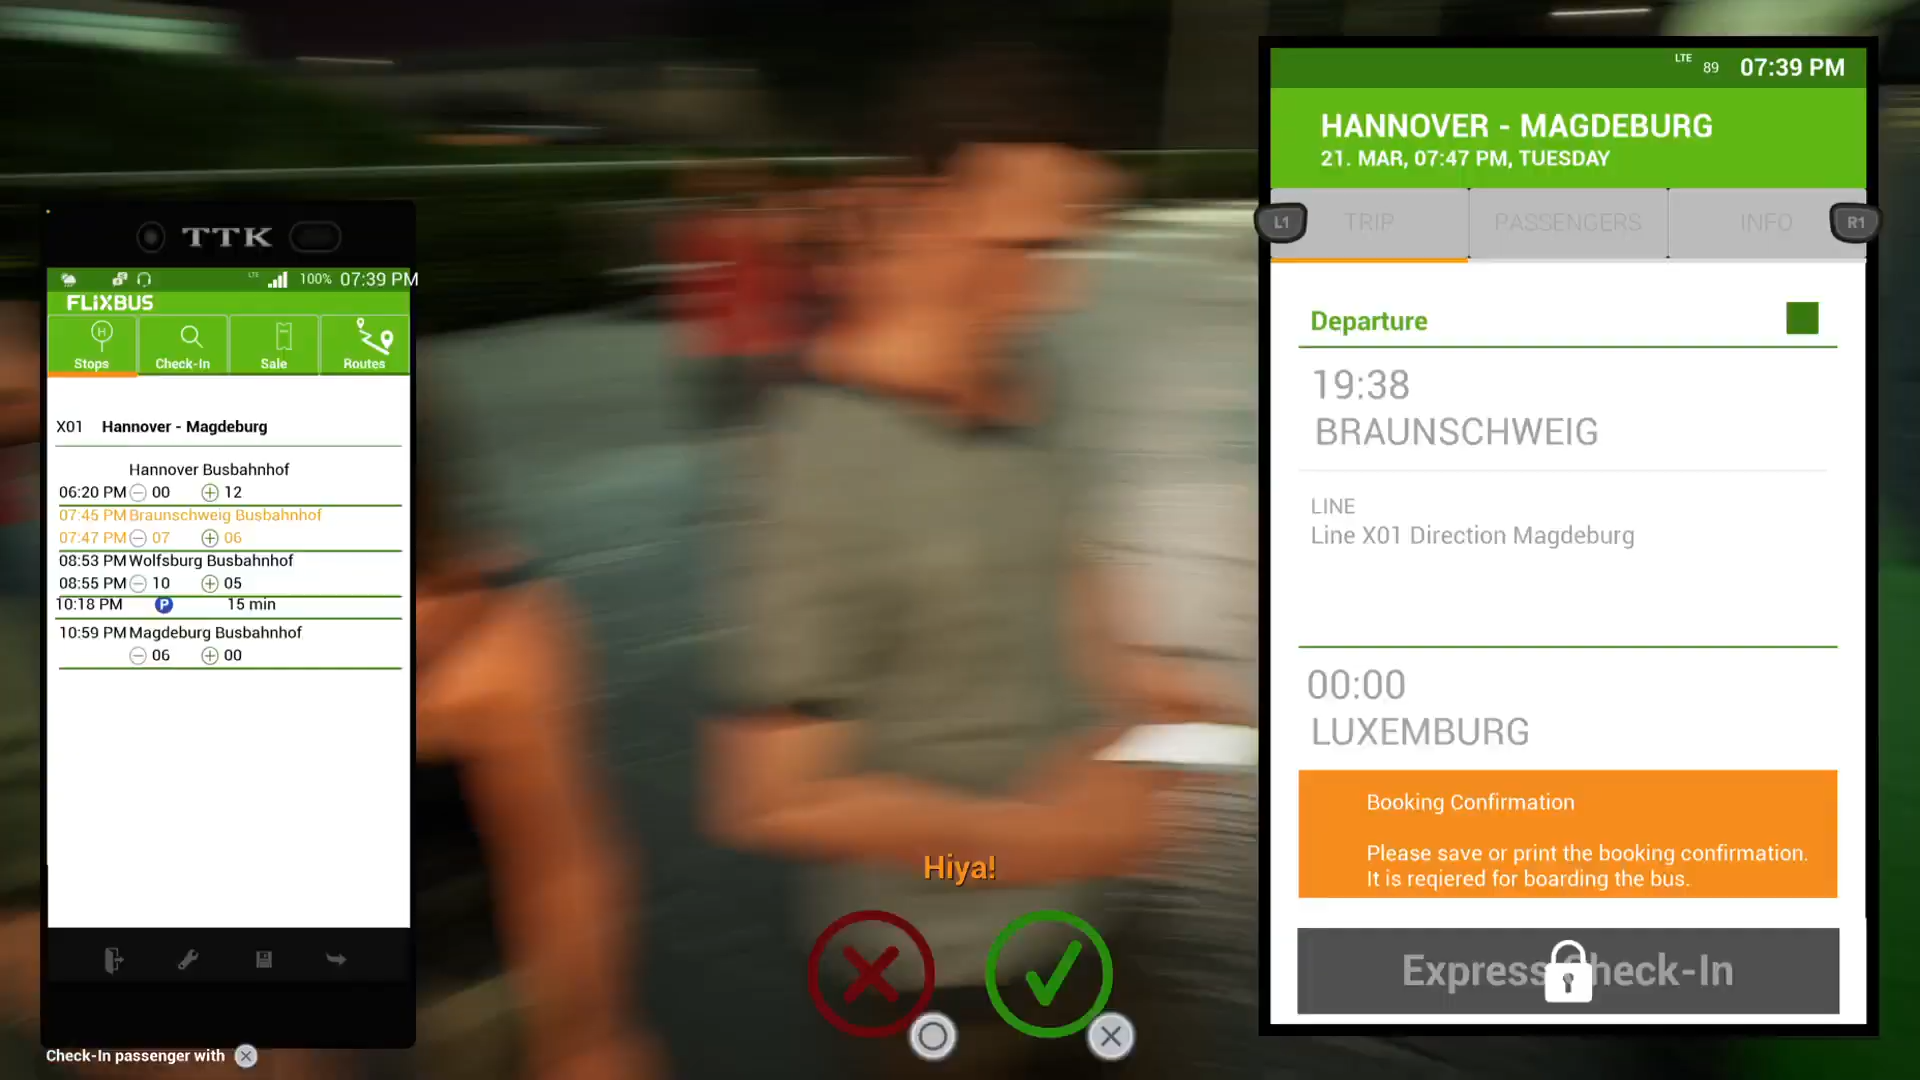 TTK
100% 07:39 PM
LTE
FLiXBUS
H
Stops
Check-In
Sale
Routes
X01 Hannover - Magdeburg
Hannover Busbahnhof
06:20 PM 00 12
07:45 PM Braunschweig Busbahnhof
07:47 PM 07 06
08:53 PM Wolfsburg Busbahnhof
08:55 PM 10 05
10:18 PM P 15 min
10:59 PM Magdeburg Busbahnhof
06 00
Check-In passenger with
Hiya!
LTE 89 07:39 PM
HANNOVER - MAGDEBURG
21. MAR, 07:47 PM, TUESDAY
L1 TRIP PASSENGERS INFO R1
Departure
19:38
BRAUNSCHWEIG
LINE
Line X01 Direction Magdeburg
00:00
LUXEMBURG
Booking Confirmation
Please save or print the booking confirmation.
It is reqiered for boarding the bus.
Express Check-In